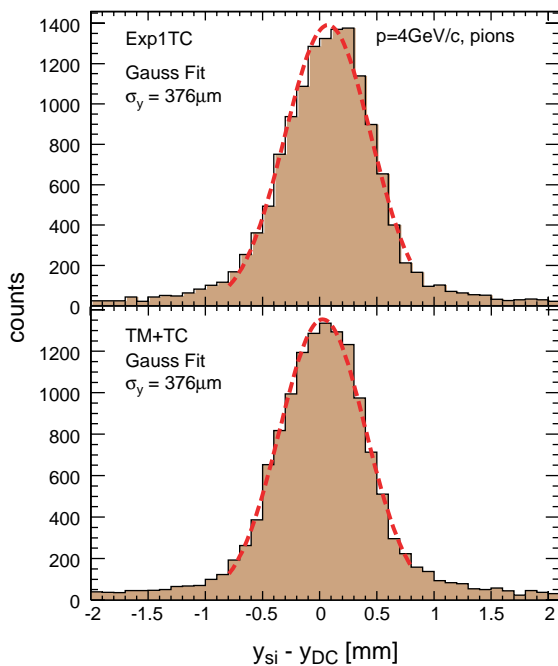 1400
1200
1000
800
600
400
200
0
Exp1TC
Gauss Fit
σy = 376μm
p=4GeV/c, pions
counts
1200
1000
800
600
400
200
0
TM+TC
Gauss Fit
σy = 376μm
-2 -1.5 -1 -0.5 0 0.5 1 1.5 2
ysi - yDC [mm]